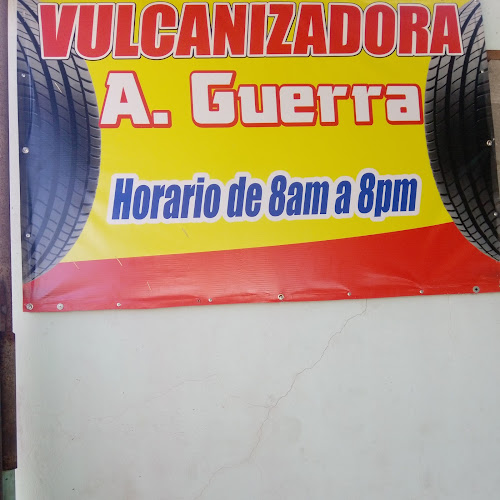 VULCANIZADORA
A. Guerra
Horario de 8am a 8pm